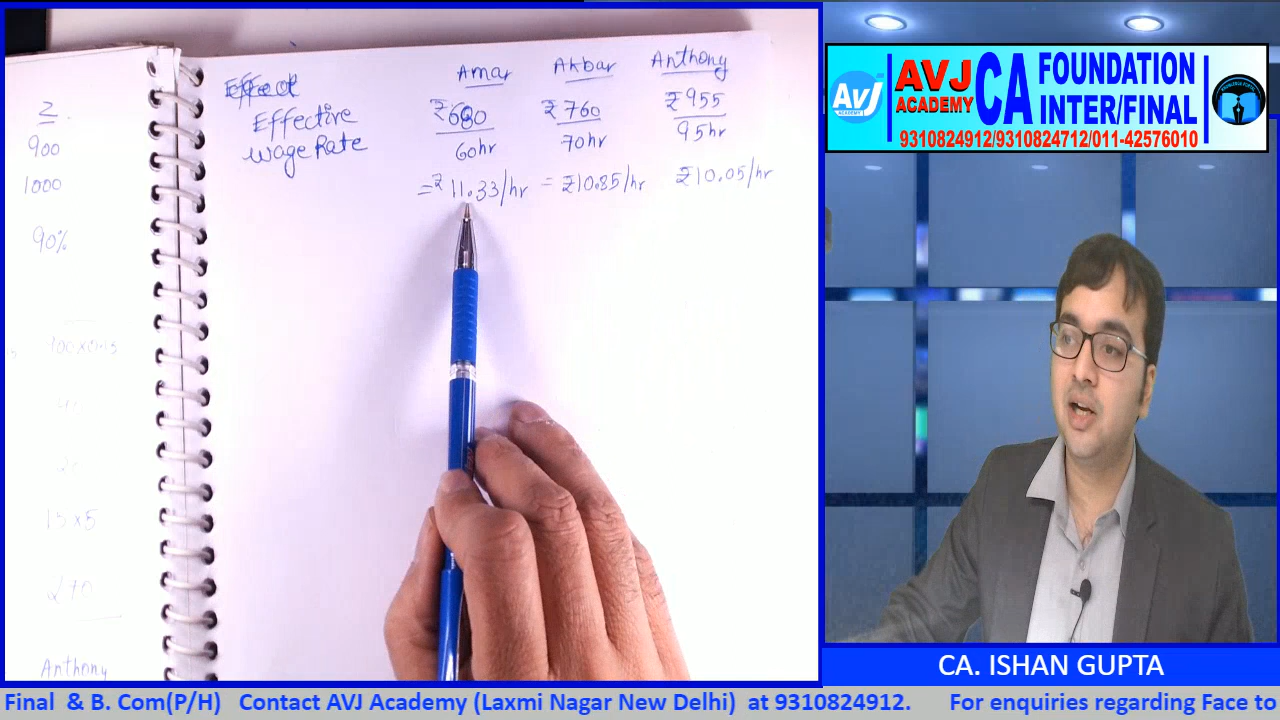 2
900
1000
90%
15x5
Anthony
Effect
Effective
Wage Rate
Amar Akbar Anthony
₹680 ₹760 ₹955
60hr 70hr 95hr
=₹11.33/hr =₹10.85/hr ₹10.05/hr
AVJ
AVJ
ACADEMY
CA FOUNDATION
INTER/FINAL
9310824912/9310824712/011-42576010
CA. ISHAN GUPTA
Final & B. Com(P/H) Contact AVJ Academy (Laxmi Nagar New Delhi) at 9310824912. For enquiries regarding Face to